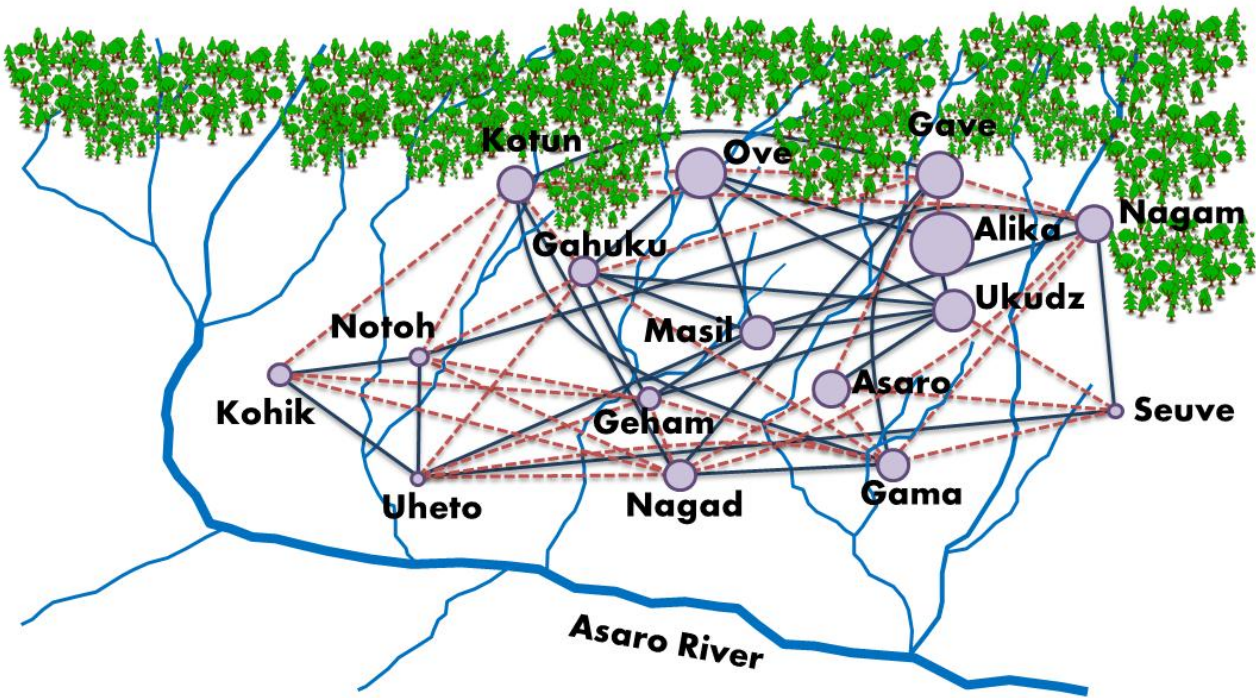 Gave
Kotun
Ove
Nagam
Alika
Gahuku
Ukudz
Notoh
Masil
Asaro
Kohik
Seuve
Geham
Uheto
Nagad
Gama
Asaro River